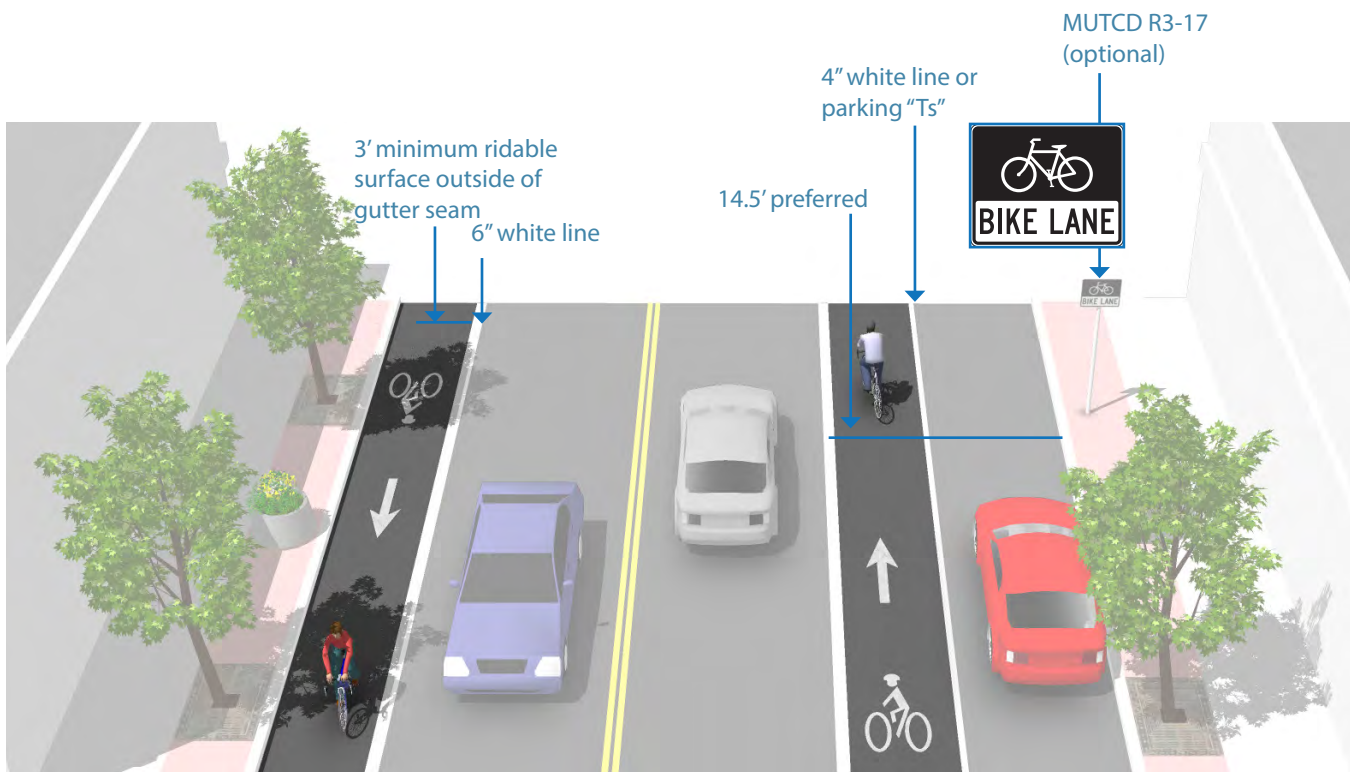 MUTCD R3-17
(optional)
4” white line or
parking “Ts”
3’ minimum ridable
surface outside of
gutter seam
6” white line
14.5’ preferred
BIKE LANE
BIKE LANE